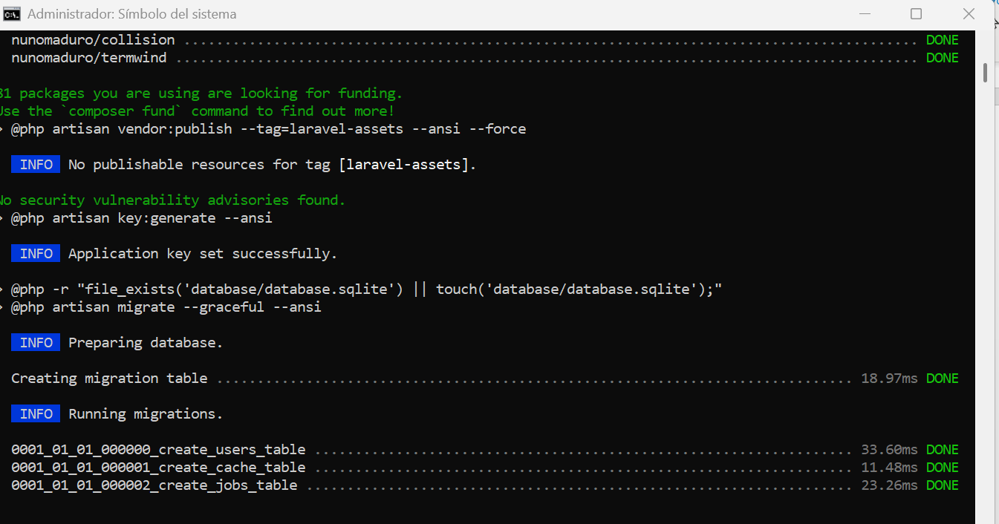 Administrador: Símbolo del sistema
nunomaduro/collision .......................................................................................... DONE
nunomaduro/termwind ........................................................................................... DONE
81 packages you are using are looking for funding.
Use the `composer fund` command to find out more!
> @php artisan vendor:publish --tag=laravel-assets --ansi --force
INFO No publishable resources for tag [laravel-assets].
No security vulnerability advisories found.
> @php artisan key:generate --ansi
INFO Application key set successfully.
> @php -r "file_exists('database/database.sqlite') || touch('database/database.sqlite');"
> @php artisan migrate --graceful --ansi
INFO Preparing database.
Creating migration table .............................................................................. 18.97ms DONE
INFO Running migrations.
0001_01_01_000000_create_users_table .................................................................. 33.60ms DONE
0001_01_01_000001_create_cache_table .................................................................. 11.48ms DONE
0001_01_01_000002_create_jobs_table ................................................................... 23.26ms DONE